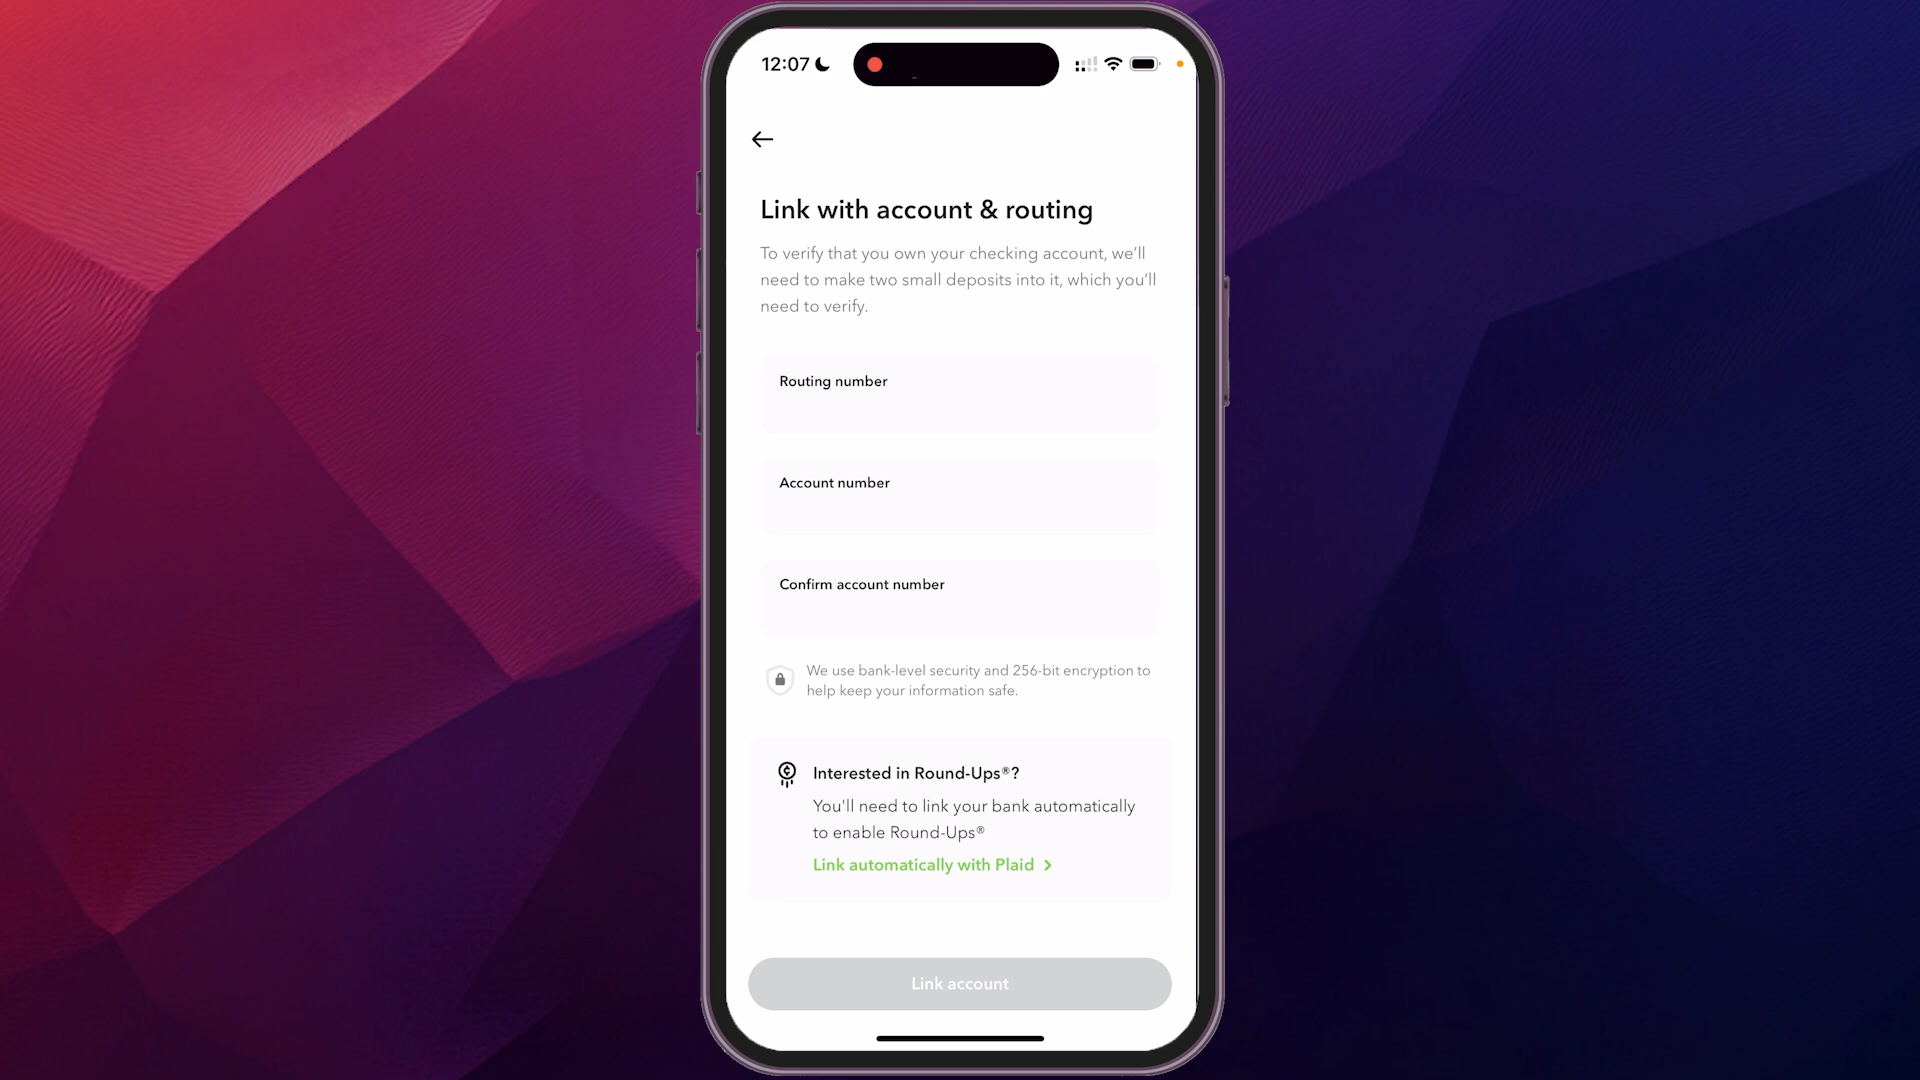 12:07
Link with account & routing
To verify that you own your checking account, we’ll
need to make two small deposits into it, which you’ll
need to verify.
Routing number
Account number
Confirm account number
We use bank-level security and 256-bit encryption to
help keep your information safe.
Interested in Round-Ups®?
You'll need to link your bank automatically
to enable Round-Ups®
Link automatically with Plaid
Link account